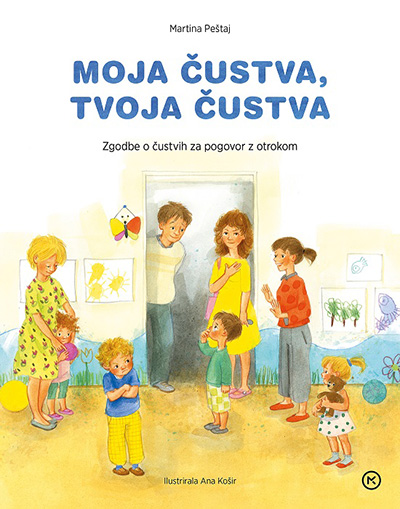 Martina Peštaj
MOJA ČUSTVA,
TVOJA ČUSTVA
Zgodbe o čustvih za pogovor z otrokom
Ilustrirala Ana Košir